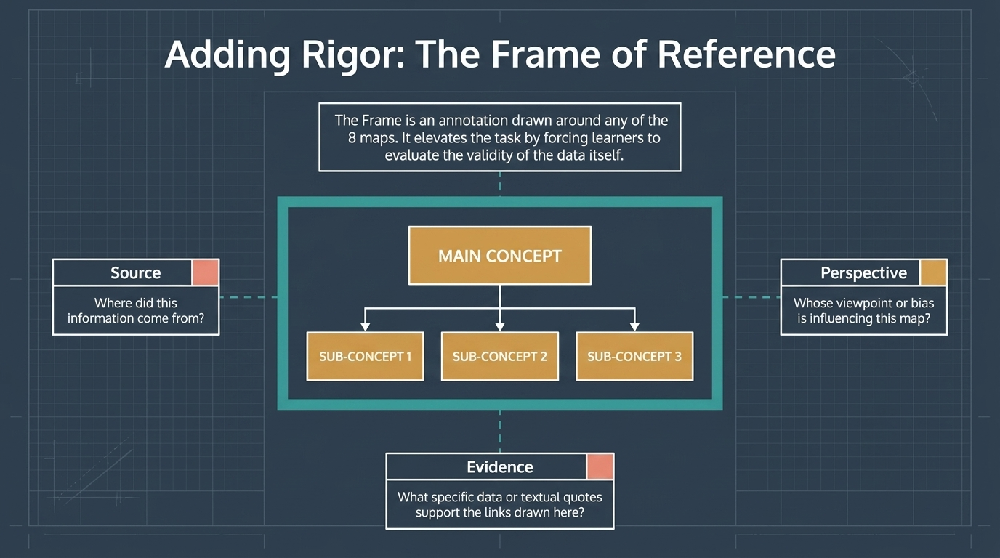 Adding Rigor: The Frame of Reference
The Frame is an annotation drawn around any of the
8 maps. It elevates the task by forcing learners to
evaluate the validity of the data itself.
MAIN CONCEPT
SUB-CONCEPT 1
SUB-CONCEPT 2
SUB-CONCEPT 3
Source
Where did this
information come from?
Perspective
Whose viewpoint or bias
is influencing this map?
Evidence
What specific data or textual quotes
support the links drawn here?